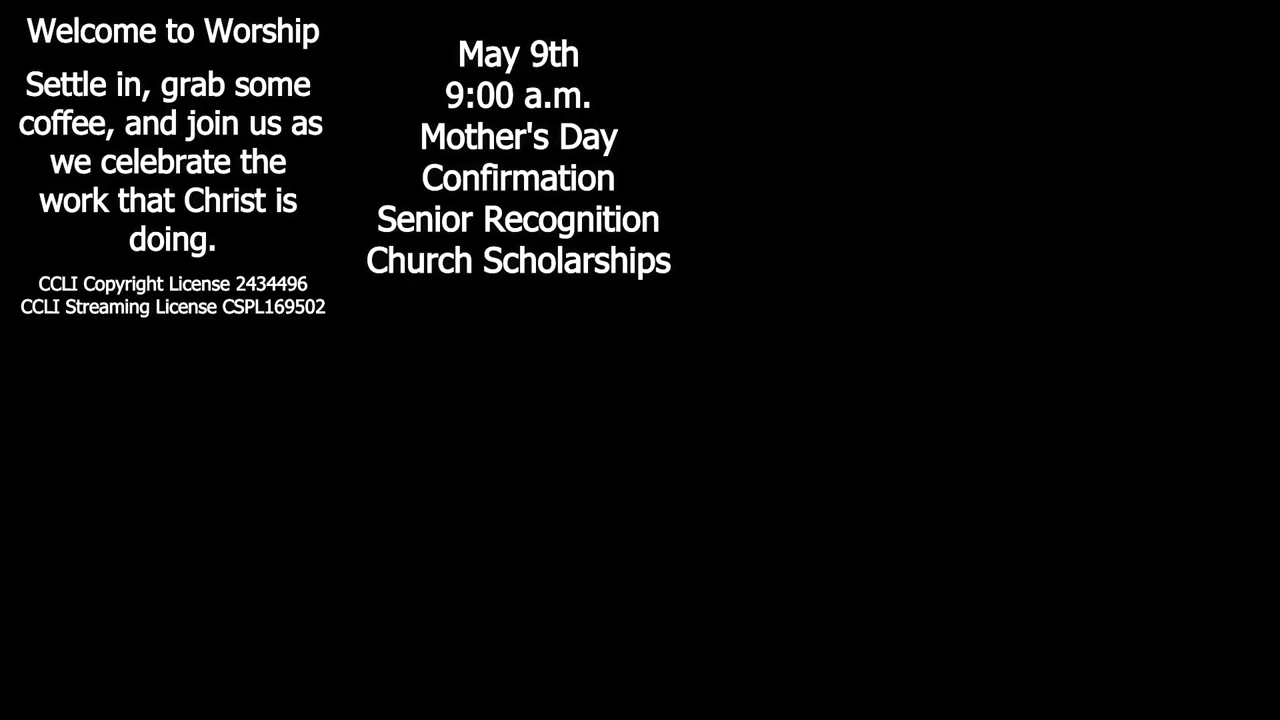 Welcome to Worship
Settle in, grab some
coffee, and join us as
we celebrate the
work that Christ is
doing.
CCLI Copyright License 2434496
CCLI Streaming License CSPL169502
May 9th
9:00 a.m.
Mother's Day
Confirmation
Senior Recognition
Church Scholarships